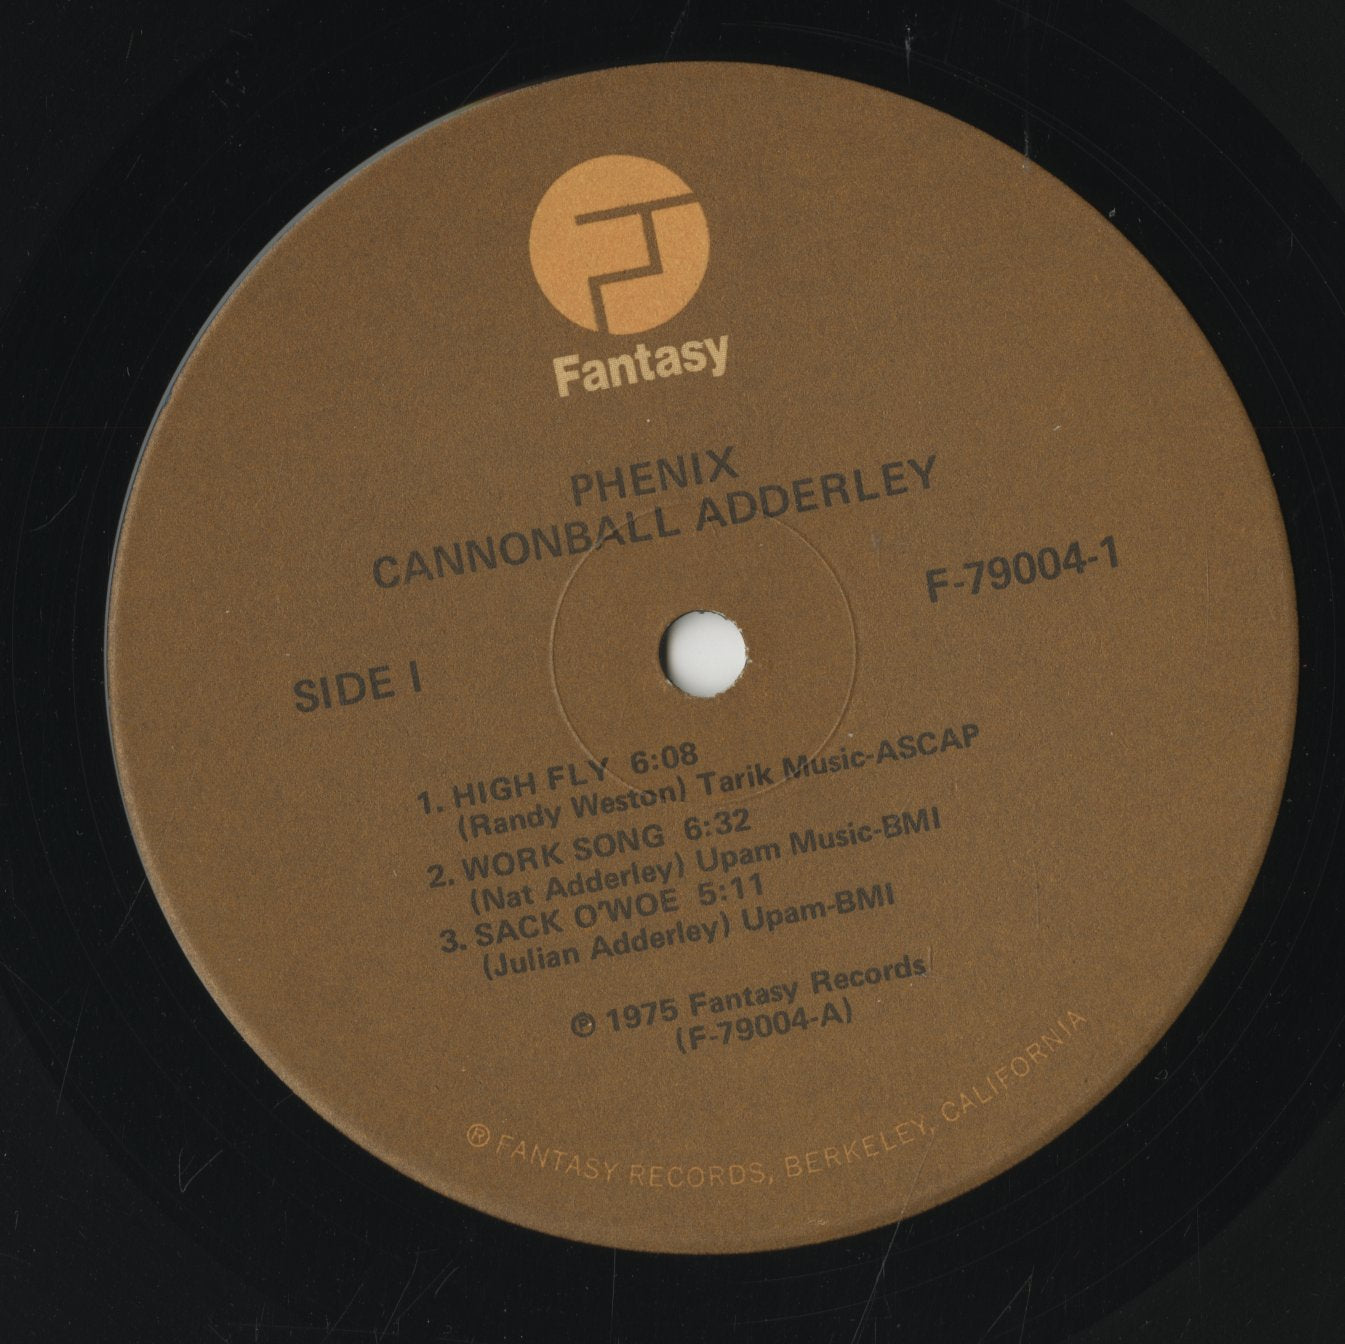 Fantasy
PHENIX
CANNONBALL ADDERLEY
F-79004-1
SIDE I
1. HIGH FLY 6:08
(Randy Weston) Tarik Music-ASCAP
2. WORK SONG 6:32
(Nat Adderley) Upam Music-BMI
3. SACK O'WOE 5:11
(Julian Adderley) Upam-BMI
℗ 1975 Fantasy Records
(F-79004-A)
® FANTASY RECORDS, BERKELEY, CALIFORNIA